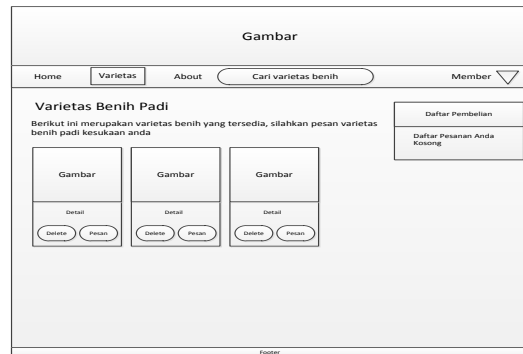 Gambar
Home Varietas About Cari varietas benih Member
Varietas Benih Padi
Berikut ini merupakan varietas benih yang tersedia, silahkan pesan varietas
benih padi kesukaan anda
Daftar Pembelian
Daftar Pesanan Anda
Kosong
Gambar Gambar Gambar
Detail Detail Detail
Delete Pesan Delete Pesan Delete Pesan
Footer